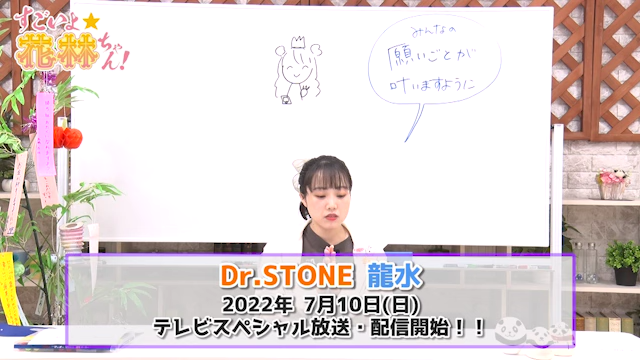 すごいよ★
花林ちゃん!
みんなの
願いごとが
叶いますように
Dr.STONE 龍水
2022年 7月10日(日)
テレビスペシャル放送・配信開始！！